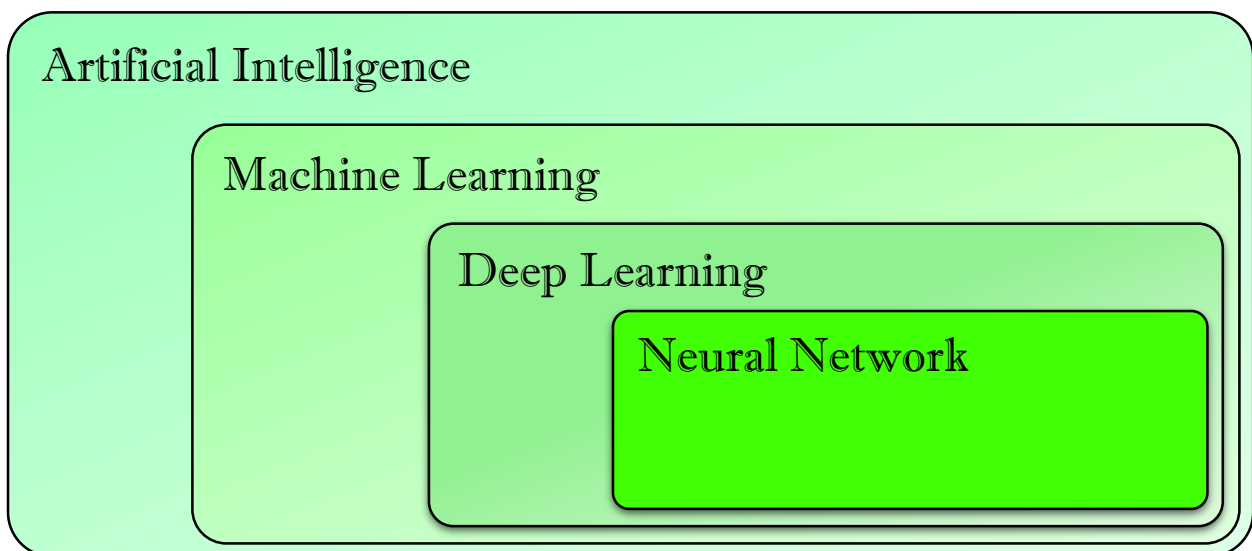 Artificial Intelligence
Machine Learning
Deep Learning
Neural Network